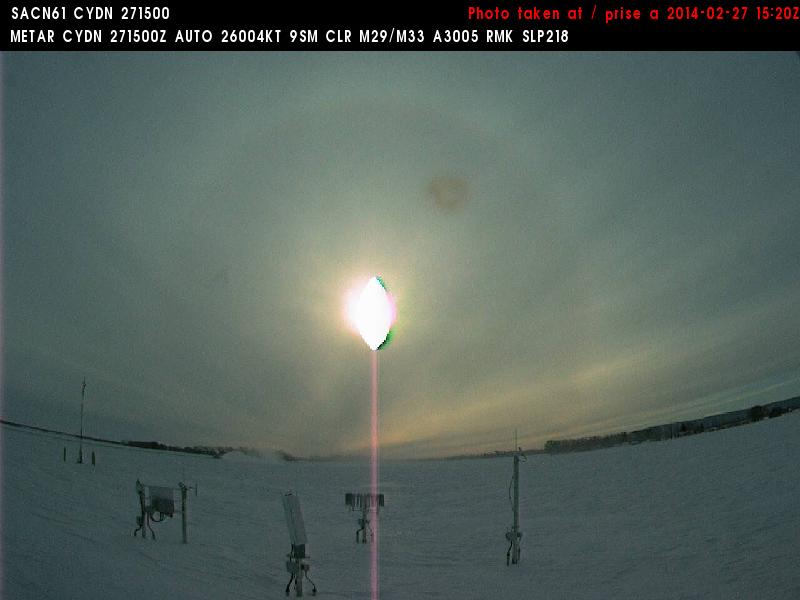 SACN61 CYDN 271500
Photo taken at / prise a 2014-02-27 15:20Z
METAR CYDN 271500Z AUTO 26004KT 9SM CLR M29/M33 A3005 RMK SLP218